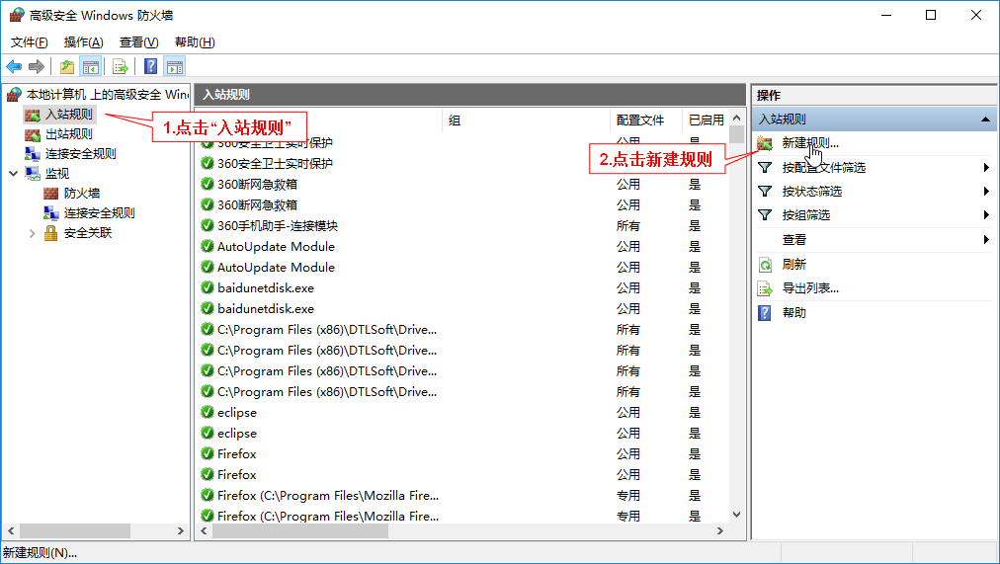 高级安全 Windows 防火墙
文件(F) 操作(A) 查看(V) 帮助(H)
本地计算机 上的高级安全 Win
入站规则
出站规则
连接安全规则
监视
防火墙
连接安全规则
安全关联
1.点击“入站规则”
入站规则
组 配置文件 已启用
360安全卫士实时保护 公用 是
360安全卫士实时保护
360断网急救箱 公用 是
360断网急救箱 公用 是
360手机助手-连接模块 所有 是
AutoUpdate Module 公用 是
AutoUpdate Module 公用 是
baidunetdisk.exe 公用 是
baidunetdisk.exe 公用 是
C:\Program Files (x86)\DTLSoft\Drive... 所有 是
C:\Program Files (x86)\DTLSoft\Drive... 所有 是
C:\Program Files (x86)\DTLSoft\Drive... 所有 是
C:\Program Files (x86)\DTLSoft\Drive... 所有 是
eclipse 公用 是
eclipse 公用 是
Firefox 公用 是
Firefox 公用 是
Firefox (C:\Program Files\Mozilla Fire... 专用 是
Firefox (C:\Program Files\Mozilla Fire... 专用 是
2.点击新建规则
操作
入站规则
新建规则...
按配置文件筛选
按状态筛选
按组筛选
查看
刷新
导出列表...
帮助
新建规则(N)...